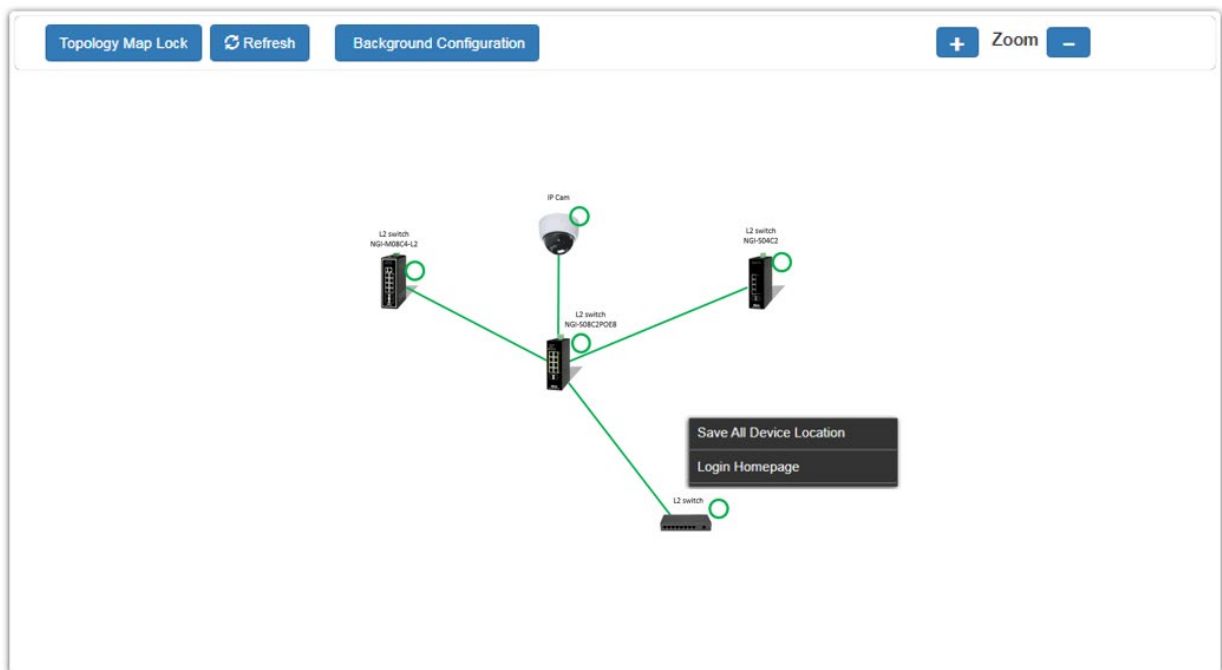 Topology Map Lock
Refresh
Background Configuration
+ Zoom −
IP Cam
L2 switch
NGI-M08C4-L2
L2 switch
NGI-S04C2
L2 switch
NGI-S08C2POE8
Save All Device Location
Login Homepage
L2 switch